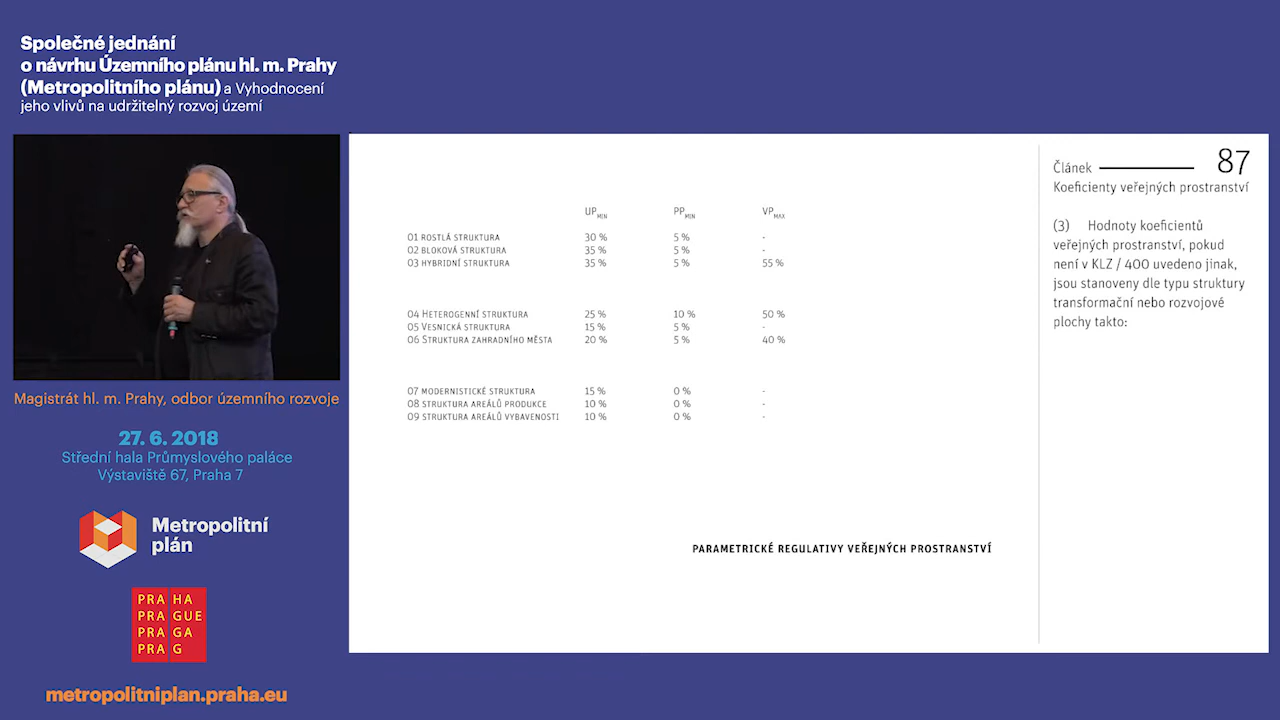 Společné jednání
o návrhu Územního plánu hl. m. Prahy
(Metropolitního plánu) a Vyhodnocení
jeho vlivů na udržitelný rozvoj území
Magistrát hl. m. Prahy, odbor územního rozvoje
27. 6. 2018
Střední hala Průmyslového paláce
Výstaviště 67, Praha 7
Metropolitní
plán
PRA HA
PRA GUE
PRA GA
PRA G
metropolitniplan.praha.eu
UP MIN PP MIN VP MAX
01 ROSTLÁ STRUKTURA 30 % 5 % -
02 BLOKOVÁ STRUKTURA 35 % 5 % -
03 HYBRIDNÍ STRUKTURA 35 % 5 % 55 %
04 HETEROGENNÍ STRUKTURA 25 % 10 % 50 %
05 VESNICKÁ STRUKTURA 15 % 5 % -
06 STRUKTURA ZAHRADNÍHO MĚSTA 20 % 5 % 40 %
07 MODERNISTICKÉ STRUKTURA 15 % 0 % -
08 STRUKTURA AREÁLŮ PRODUKCE 10 % 0 % -
09 STRUKTURA AREÁLŮ VYBAVENOSTI 10 % 0 % -
PARAMETRICKÉ REGULATIVY VEŘEJNÝCH PROSTRANSTVÍ
Článek 87
Koeficienty veřejných prostranství
(3) Hodnoty koeficientů
veřejných prostranství, pokud
není v KLZ / 400 uvedeno jinak,
jsou stanoveny dle typu struktury
transformační nebo rozvojové
plochy takto: